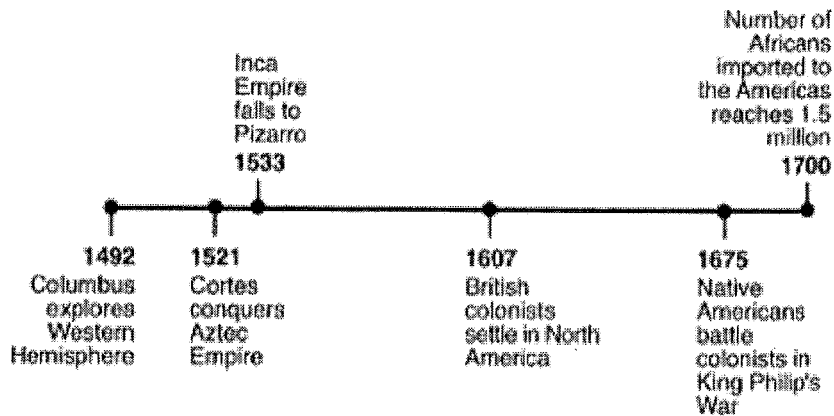 Number of
Africans
imported to
the Americas
reaches 1.5
million
1700
Inca
Empire
falls to
Pizarro
1533
1492
Columbus
explores
Western
Hemisphere
1521
Cortes
conquers
Aztec
Empire
1607
British
colonists
settle in North
America
1675
Native
Americans
battle
colonists in
King Philip's
War